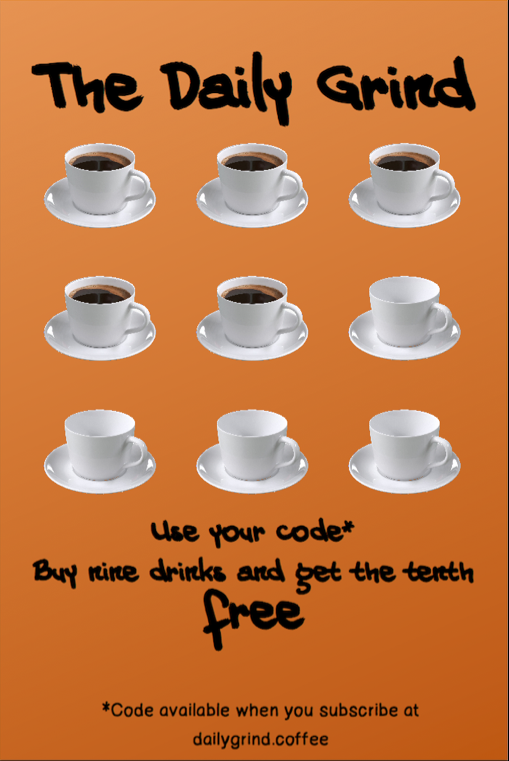 The Daily Grind
Use your code*
Buy nine drinks and get the tenth
free
*Code available when you subscribe at
dailygrind.coffee